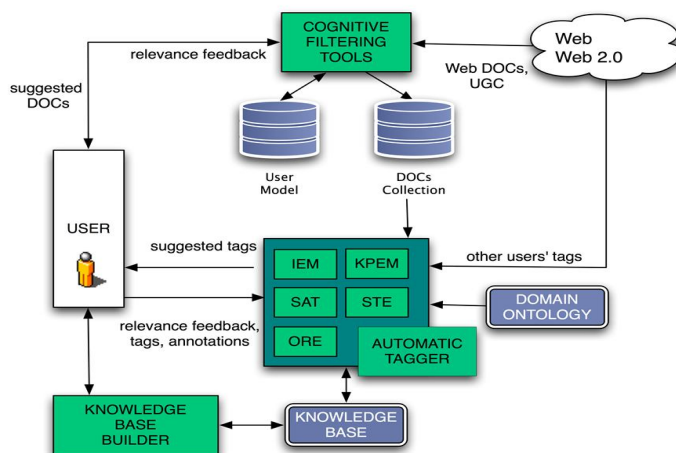 COGNITIVE
FILTERING
TOOLS
Web
Web 2.0
relevance feedback
Web DOCs,
UGC
suggested
DOCs
User
Model
DOCs
Collection
USER
suggested tags
IEM
KPEM
other users' tags
SAT
STE
DOMAIN
ONTOLOGY
relevance feedback,
tags, annotations
ORE
AUTOMATIC
TAGGER
KNOWLEDGE
BASE
BUILDER
KNOWLEDGE
BASE